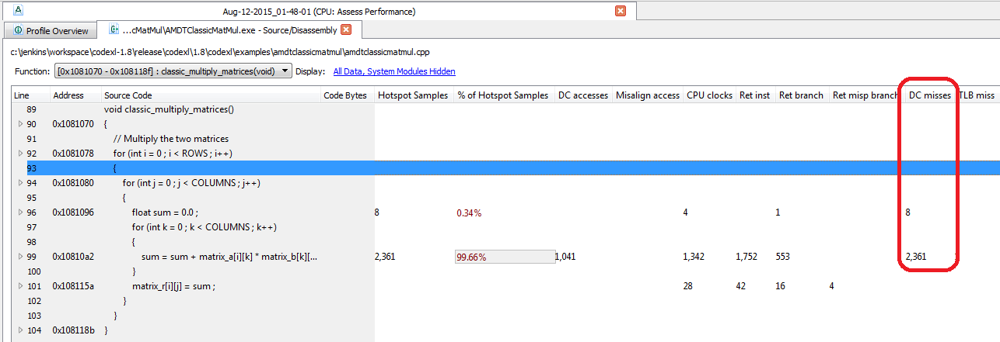 Aug-12-2015_01-48-01 (CPU: Assess Performance)
Profile Overview ...cMatMul\AMDTClassicMatMul.exe - Source/Disassembly
c:\jenkins\workspace\codexl-1.8\release\codexl\1.8\codexl\examples\amdtclassicmatmul\amdtclassicmatmul.cpp
Function: [0x1081070 - 0x108118f] : classic_multiply_matrices(void) Display: All Data, System Modules Hidden
Line Address Source Code Code Bytes Hotspot Samples % of Hotspot Samples DC accesses Misalign access CPU clocks Ret inst Ret branch Ret misp branch DC misses TLB miss
89 void classic_multiply_matrices()
90 0x1081070 {
91 // Multiply the two matrices
92 0x1081078 for (int i = 0 ; i < ROWS ; i++)
93 {
94 0x1081080 for (int j = 0 ; j < COLUMNS ; j++)
95 {
96 0x1081096 float sum = 0.0 ; 8 0.34% 4 1 8
97 for (int k = 0 ; k < COLUMNS ; k++)
98 {
99 0x10810a2 sum = sum + matrix_a[i][k] * matrix_b[k][... 2,361 99.66% 1,041 1,342 1,752 553 2,361
100 }
101 0x108115a matrix_r[i][j] = sum ; 28 42 16 4
102 }
103 }
104 0x108118b }